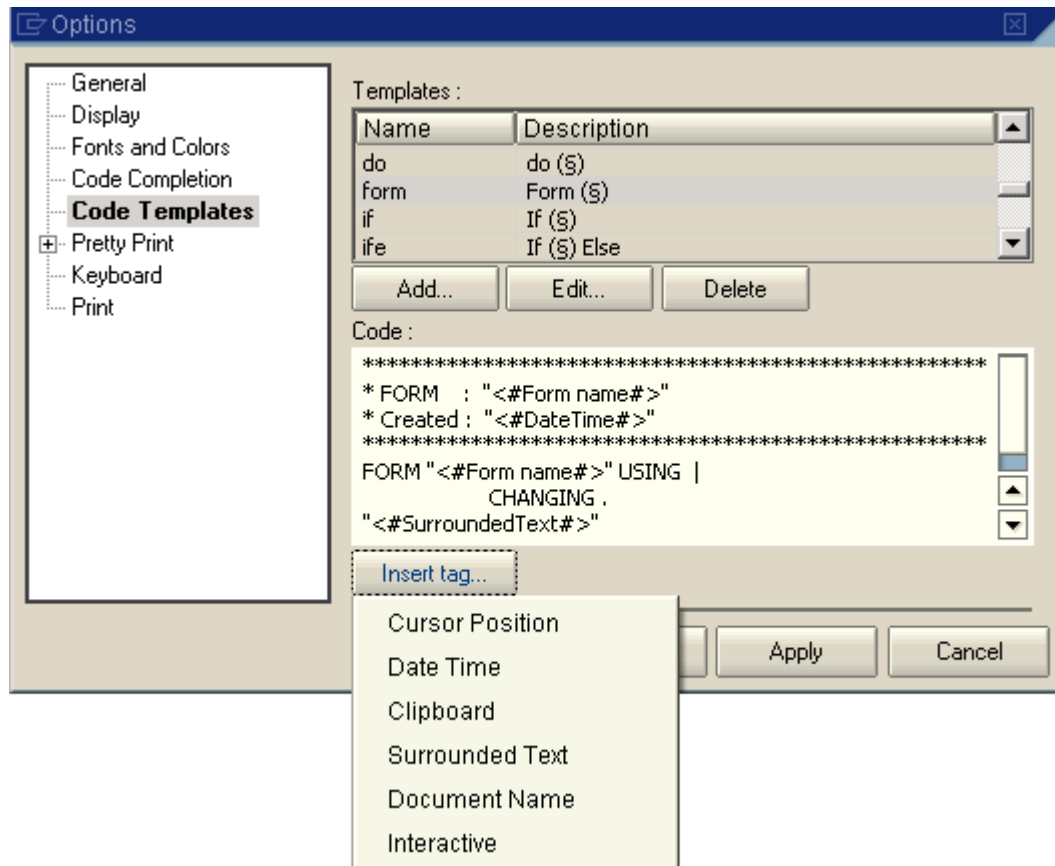 Options
General
Display
Fonts and Colors
Code Completion
Code Templates
Pretty Print
Keyboard
Print
Templates :
Name Description
do do (§)
form Form (§)
if If (§)
ife If (§) Else
Add... Edit... Delete
Code :
****************************************************
* FORM : "<#Form name#>"
* Created : "<#DateTime#>"
****************************************************
FORM "<#Form name#>" USING |
CHANGING .
"<#SurroundedText#>"
Insert tag...
Cursor Position
Date Time
Clipboard
Surrounded Text
Document Name
Interactive
Apply Cancel